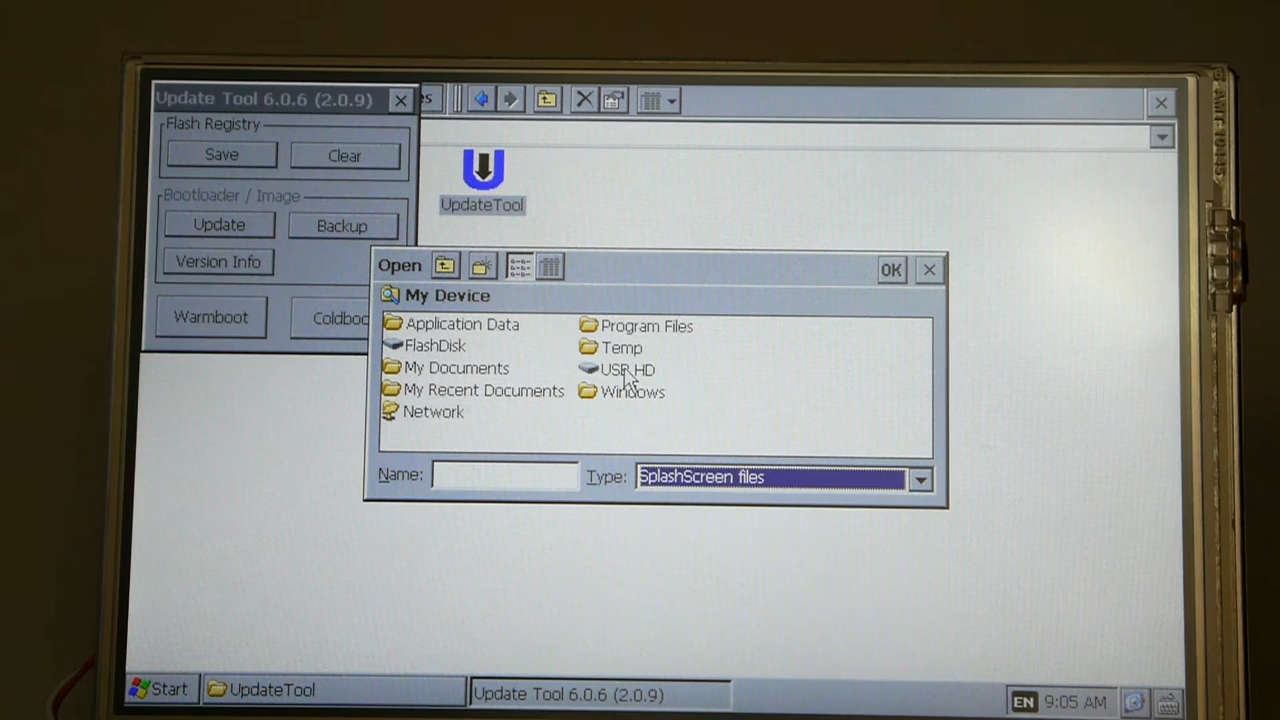 Update Tool 6.0.6 (2.0.9)
es
Flash Registry
Save
Clear
Bootloader / Image
Update
Backup
Version Info
Warmboot
Coldboo
UpdateTool
Open
OK
My Device
Application Data
FlashDisk
My Documents
My Recent Documents
Network
Program Files
Temp
USB HD
Windows
Name:
Type:
SplashScreen files
Start
UpdateTool
Update Tool 6.0.6 (2.0.9)
EN
9:05 AM